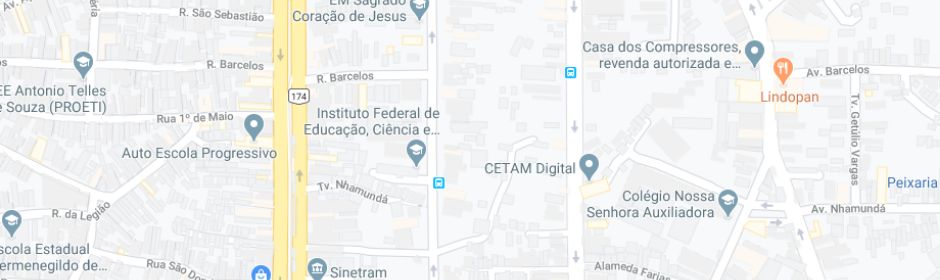 EM Sagrado
Coração de Jesus
R. São Sebastião
Casa dos Compressores,
revenda autorizada e...
R. Barcelos
Av. Barcelos
Lindopan
EE Antonio Telles
e Souza (PROETI)
174
Rua 1º de Maio
Instituto Federal de
Educação, Ciência e...
Tv. Getúlio Vargas
Auto Escola Progressivo
CETAM Digital
Tv. Nhamundá
Colégio Nossa
Senhora Auxiliadora
Peixaria
R. da Legião
Av. Nhamundá
scola Estadual
ermenegildo de...
Rua São Do
Sinetram
Alameda Farias